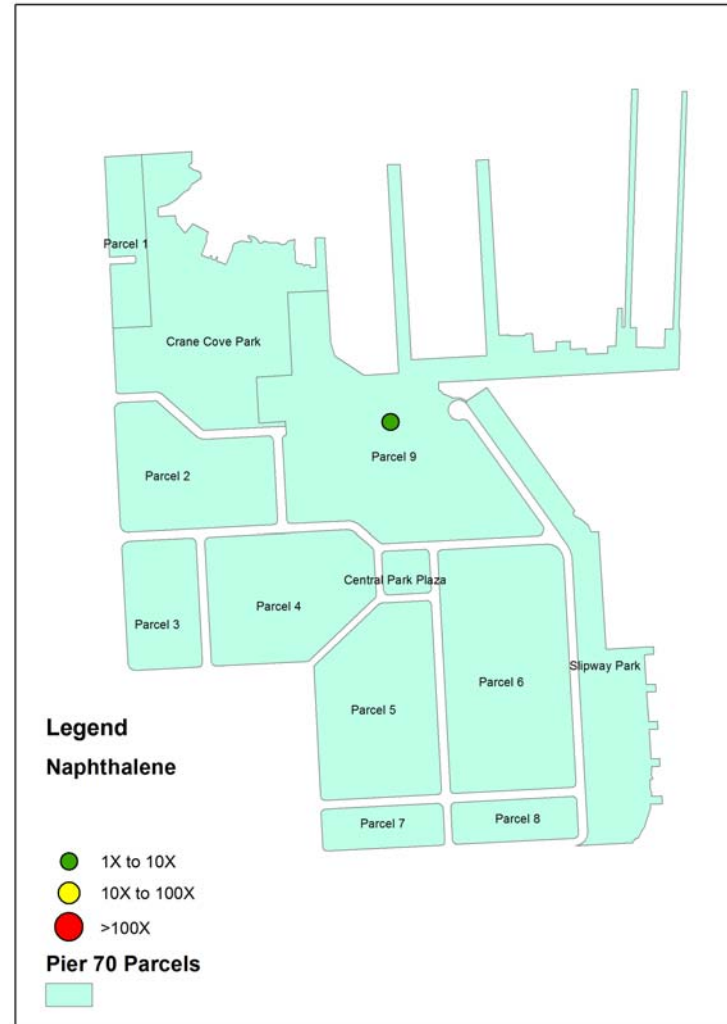 Parcel 1
Crane Cove Park
Parcel 9
Parcel 2
Central Park Plaza
Parcel 4
Parcel 3
Slipway Park
Parcel 6
Parcel 5
Parcel 7
Parcel 8
Legend
Naphthalene
1X to 10X
10X to 100X
>100X
Pier 70 Parcels